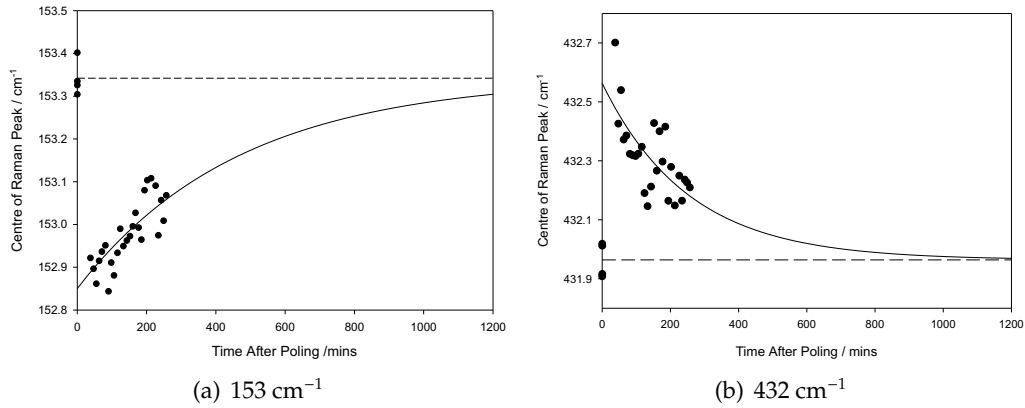 153.5
153.4
153.3
153.2
153.1
153.0
152.9
152.8
Centre of Raman Peak / cm-1
0 200 400 600 800 1000 1200
Time After Poling /mins
(a) 153 cm−1
432.7
432.5
432.3
432.1
431.9
Centre of Raman Peak / cm-1
0 200 400 600 800 1000 1200
Time After Poling / mins
(b) 432 cm−1